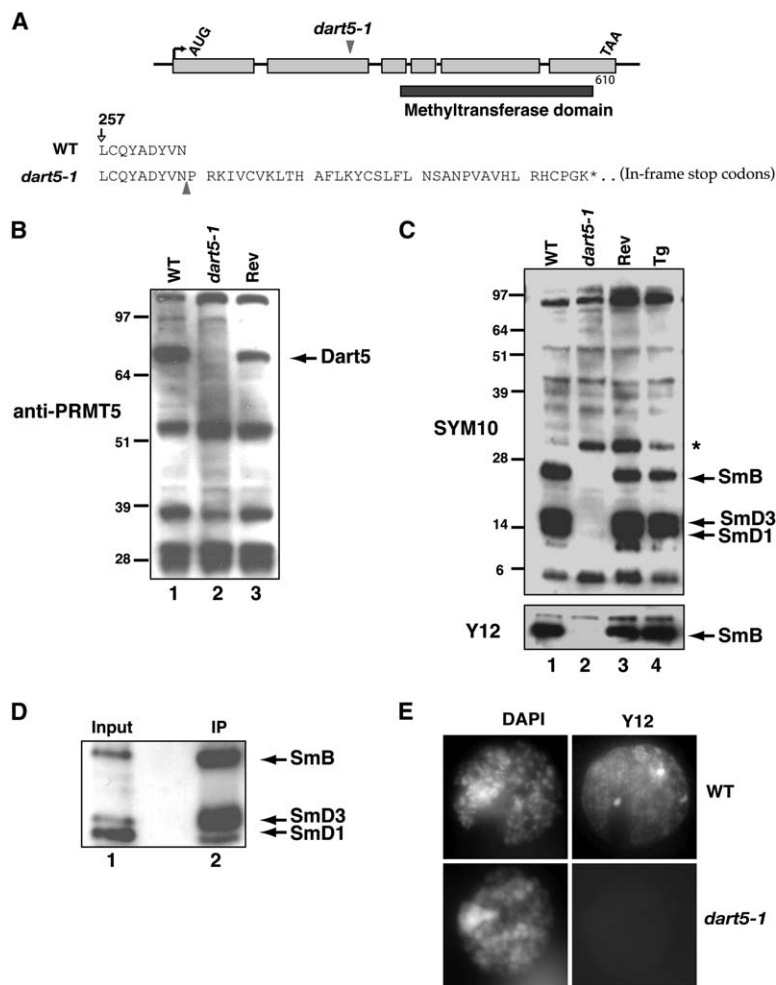 A
dart5-1
AUG
TAA
610
Methyltransferase domain
257
WT LCQYADYVN
dart5-1 LCQYADYVNP RKIVCVKLTH AFLKYCSLFL NSANPVAVHL RHCPGK*.. (In-frame stop codons)
B
WT dart5-1 Rev
97
Dart5
64
anti-PRMT5
51
39
28
1 2 3
C
WT dart5-1 Rev Tg
97
64
51
39
SYM10
*
28
SmB
SmD3
14
SmD1
6
Y12
SmB
1 2 3 4
D
Input IP
SmB
SmD3
SmD1
1 2
E
DAPI Y12
WT
dart5-1